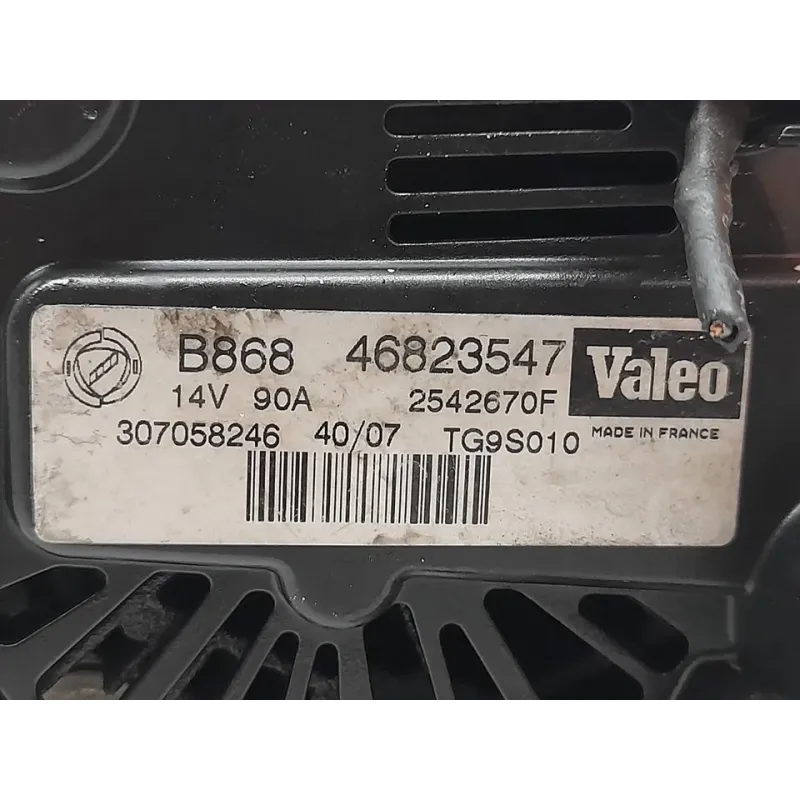 B868 46823547 Valeo
14V 90A 2542670F
307058246 40/07 TG9S010 MADE IN FRANCE